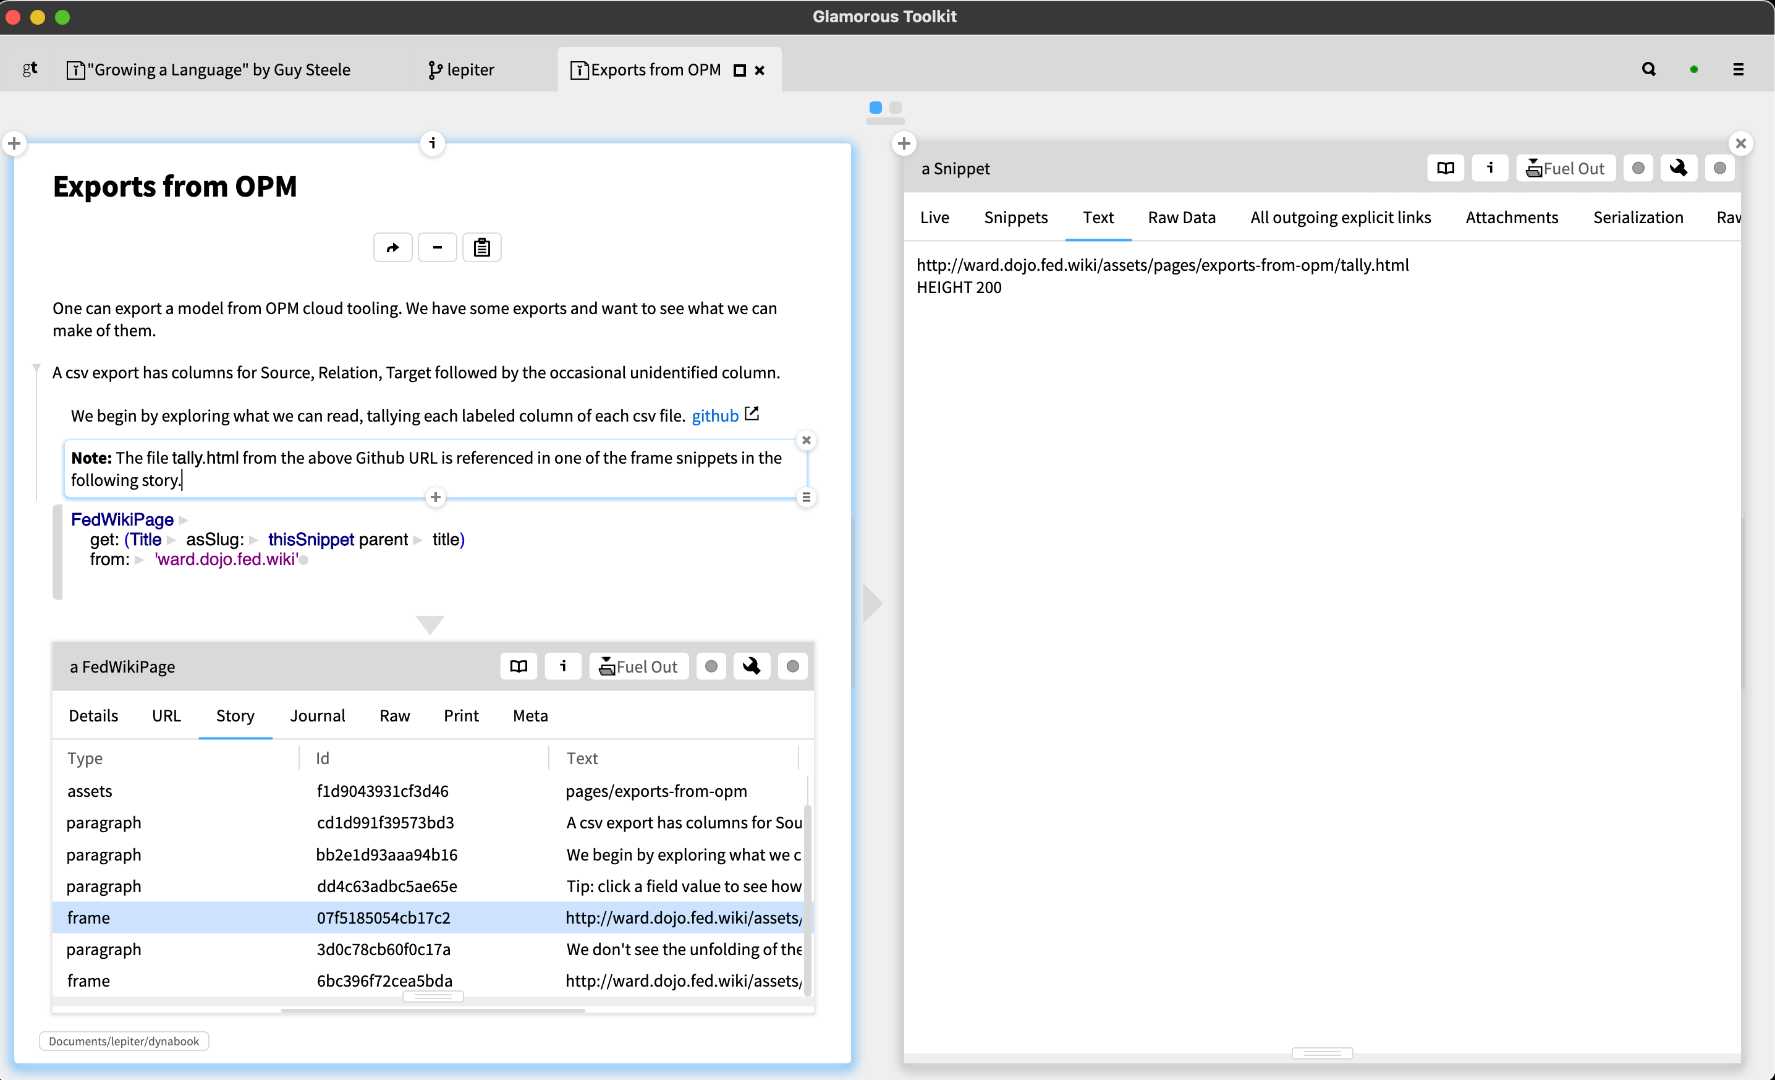 Glamorous Toolkit
gt
"Growing a Language" by Guy Steele
lepiter
Exports from OPM
Exports from OPM
One can export a model from OPM cloud tooling. We have some exports and want to see what we can
make of them.
A csv export has columns for Source, Relation, Target followed by the occasional unidentified column.
We begin by exploring what we can read, tallying each labeled column of each csv file. github
Note: The file tally.html from the above Github URL is referenced in one of the frame snippets in the
following story.
FedWikiPage
get: (Title asSlug: thisSnippet parent title)
from: 'ward.dojo.fed.wiki'
a FedWikiPage
Fuel Out
Details URL Story Journal Raw Print Meta
Type Id Text
assets f1d9043931cf3d46 pages/exports-from-opm
paragraph cd1d991f39573bd3 A csv export has columns for Sou
paragraph bb2e1d93aaa94b16 We begin by exploring what we c
paragraph dd4c63adbc5ae65e Tip: click a field value to see how
frame 07f5185054cb17c2 http://ward.dojo.fed.wiki/assets/
paragraph 3d0c78cb60f0c17a We don't see the unfolding of the
frame 6bc396f72cea5bda http://ward.dojo.fed.wiki/assets/
Documents/lepiter/dynabook
a Snippet
Fuel Out
Live Snippets Text Raw Data All outgoing explicit links Attachments Serialization Raw
http://ward.dojo.fed.wiki/assets/pages/exports-from-opm/tally.html
HEIGHT 200